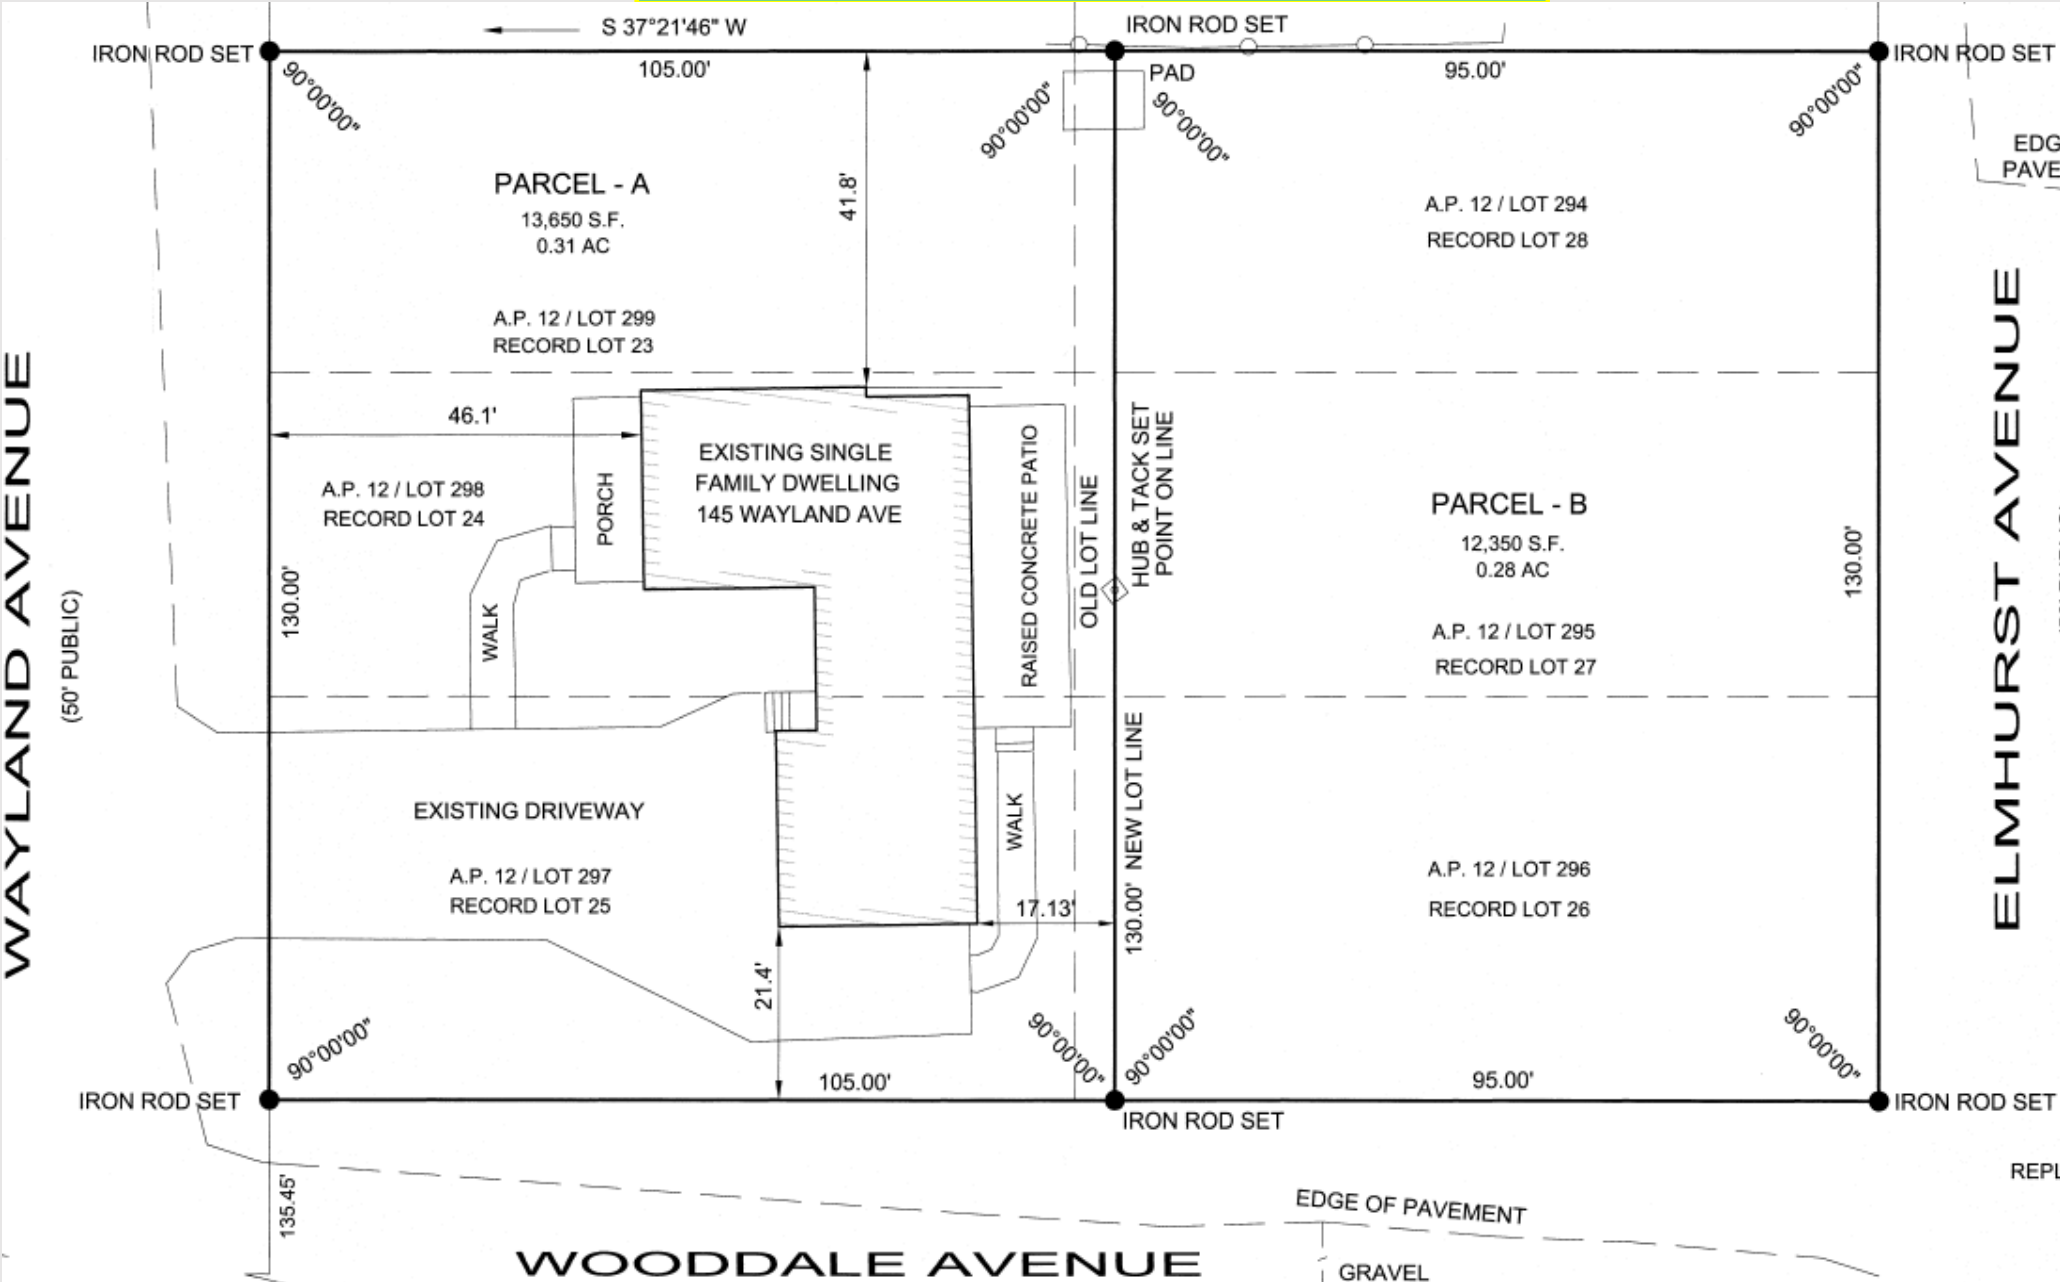 S 37°21'46" W
IRON ROD SET
IRON ROD SET
IRON ROD SET
105.00'
95.00'
PAD
90°00'00"
90°00'00"
90°00'00"
90°00'00"
EDG
PAVE
PARCEL - A
13,650 S.F.
0.31 AC
41.8'
A.P. 12 / LOT 294
RECORD LOT 28
A.P. 12 / LOT 299
RECORD LOT 23
46.1'
EXISTING SINGLE
FAMILY DWELLING
145 WAYLAND AVE
A.P. 12 / LOT 298
RECORD LOT 24
PORCH
WALK
RAISED CONCRETE PATIO
OLD LOT LINE
HUB & TACK SET
POINT ON LINE
PARCEL - B
12,350 S.F.
0.28 AC
A.P. 12 / LOT 295
RECORD LOT 27
130.00'
130.00'
WAYLAND AVENUE
(50' PUBLIC)
ELMHURST AVENUE
EXISTING DRIVEWAY
A.P. 12 / LOT 297
RECORD LOT 25
WALK
130.00' NEW LOT LINE
17.13'
21.4'
A.P. 12 / LOT 296
RECORD LOT 26
90°00'00"
90°00'00"
90°00'00"
90°00'00"
105.00'
95.00'
IRON ROD SET
IRON ROD SET
IRON ROD SET
135.45'
REPL
EDGE OF PAVEMENT
WOODDALE AVENUE
GRAVEL